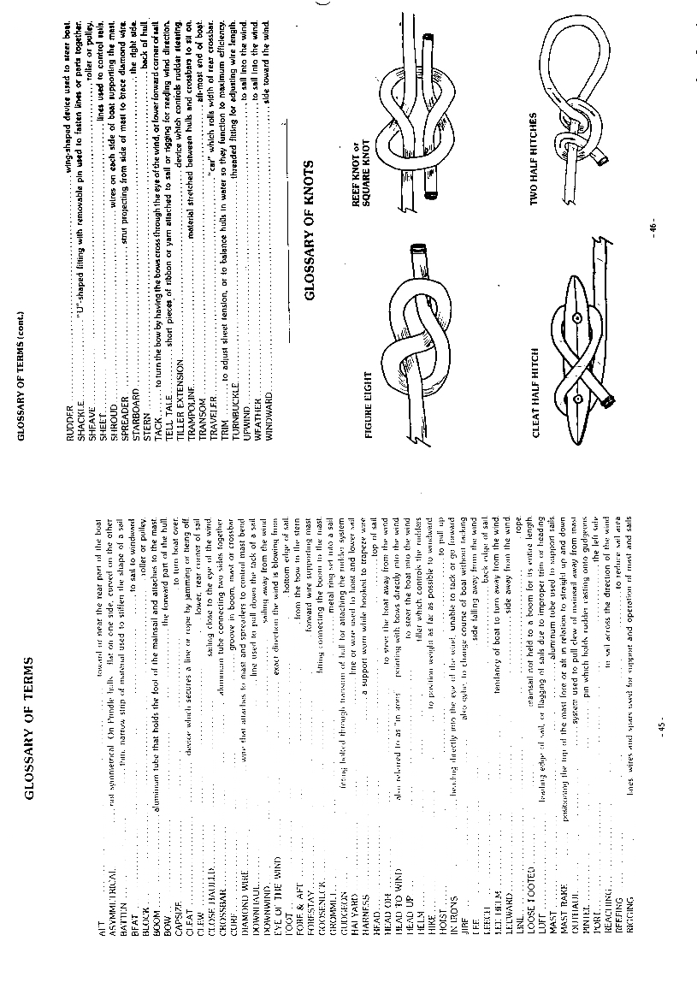 GLOSSARY OF TERMS
AFT ........ toward or near the rear part of the boat
ASYMMETRICAL ........ not symmetrical. On Prindle hulls flat on one side, curved on the other
BATTEN ........ thin, narrow strip of material used to stiffen the shape of a sail
BEAT ........ to sail to windward
BLOCK ........ roller or pulley
BOOM ........ aluminum tube that holds the foot of the mainsail and attaches to the mast
BOW ........ the forward part of the hull.
CAPSIZE ........ to turn boat over.
CLEAT ........ device which secures a line or rope by jamming or tying off.
CLEW ........ lower, rear corner of sail
CLOSE HAULED ........ sailing close to the eye of the wind.
CROSSBAR ........ aluminum tube connecting two sides together
CURE ........ groove in boom, mast or crossbar
DIAMOND WIRE ........ wire that attaches to mast and spreaders to control mast bend
DOWNHAUL ........ line used to pull down the tack of a sail
DOWNWIND ........ sailing away from the wind
EYE OF THE WIND ........ exact direction the wind is blowing from
FOOT ........ bottom edge of sail.
FORE & AFT ........ from the bow to the stern
FORESTAY ........ forward wire supporting mast
GOOSENECK ........ fitting connecting the boom to the mast.
GROMMET ........ metal ring set into a sail
GUDGEON ........ fitting bolted through transom of hull for attaching the rudder system
HALYARD ........ line or wire used to hoist and lower sail
HARNESS ........ a support worn while hooked to trapeze wire
HEAD ........ top of sail
HEAD OFF ........ to steer the boat away from the wind
HEAD TO WIND ........ also referred to as "in irons" pointing with bows directly into the wind
HEAD UP ........ to steer the boat into the wind
HELM ........ tiller which controls the rudders
HIKE ........ to position weight as far as possible to windward
HOIST ........ to pull up
IN IRONS ........ heading directly into the eye of the wind, unable to tack or go forward
JIBE ........ also gybe, to change course of boat without tacking
LEE ........ side falling away from the wind
LEECH ........ back edge of sail.
LEE HELM ........ tendancy of boat to turn away from the wind.
LEEWARD ........ side away from the wind.
LINE ........ rope.
LOOSE FOOTED ........ mainsail not held to a boom for its entire length.
LUFF ........ leading edge of sail, or flagging of sails due to improper trim or heading
MAST ........ aluminum tube used to support sails
MAST RAKE ........ positioning the top of the mast fore or aft in relation to straight up and down
OUTHAUL ........ system used to pull clew of mainsail away from mast
PINTEL ........ pin which holds rudder casting onto gudgeons
PORT ........ the left side
REACHING ........ to sail across the direction of the wind
REEFING ........ to reduce sail area
RIGGING ........ lines, wires and spars used for support and operation of mast and sails
- 45 -
GLOSSARY OF TERMS (cont.)
RUDDER ........ wing-shaped device used to steer boat.
SHACKLE ........ "U"-shaped fitting with removable pin used to fasten lines or parts together.
SHEAVE ........ roller or pulley.
SHEET ........ lines used to control sails.
SHROUD ........ wires on each side of boat supporting the mast.
SPREADER ........ strut projecting from side of mast to brace diamond wire.
STARBOARD ........ the right side.
STERN ........ back of hull.
TACK ........ to turn the bow by having the bows cross through the eye of the wind, or lower forward corner of sail
TELL TALE ........ short pieces of ribbon or yarn attached to sail or rigging for reading wind direction.
TILLER EXTENSION ........ device which controls rudder steering.
TRAMPOLINE ........ material stretched between hulls and crossbars to sit on.
TRANSOM ........ aft-most end of boat.
TRAVELER ........ "car" which rolls width of rear crossbar.
TRIM ........ to adjust sheet tension, or to balance hulls in water so they function to maximum efficiency.
TURNBUCKLE ........ threaded fitting for adjusting wire length.
UPWIND ........ to sail into the wind.
WEATHER ........ to sail into the wind.
WINDWARD ........ side toward the wind.
GLOSSARY OF KNOTS
FIGURE EIGHT
REEF KNOT or
SQUARE KNOT
CLEAT HALF HITCH
TWO HALF HITCHES
- 46 -